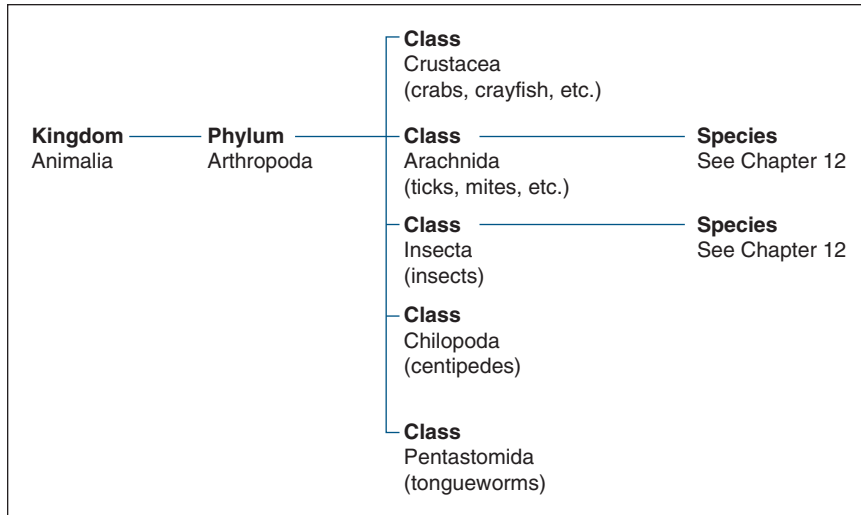 Class
Crustacea
(crabs, crayfish, etc.)
Kingdom Phylum Class Species
Animalia Arthropoda Arachnida See Chapter 12
(ticks, mites, etc.)
Class Species
Insecta See Chapter 12
(insects)
Class
Chilopoda
(centipedes)
Class
Pentastomida
(tongueworms)